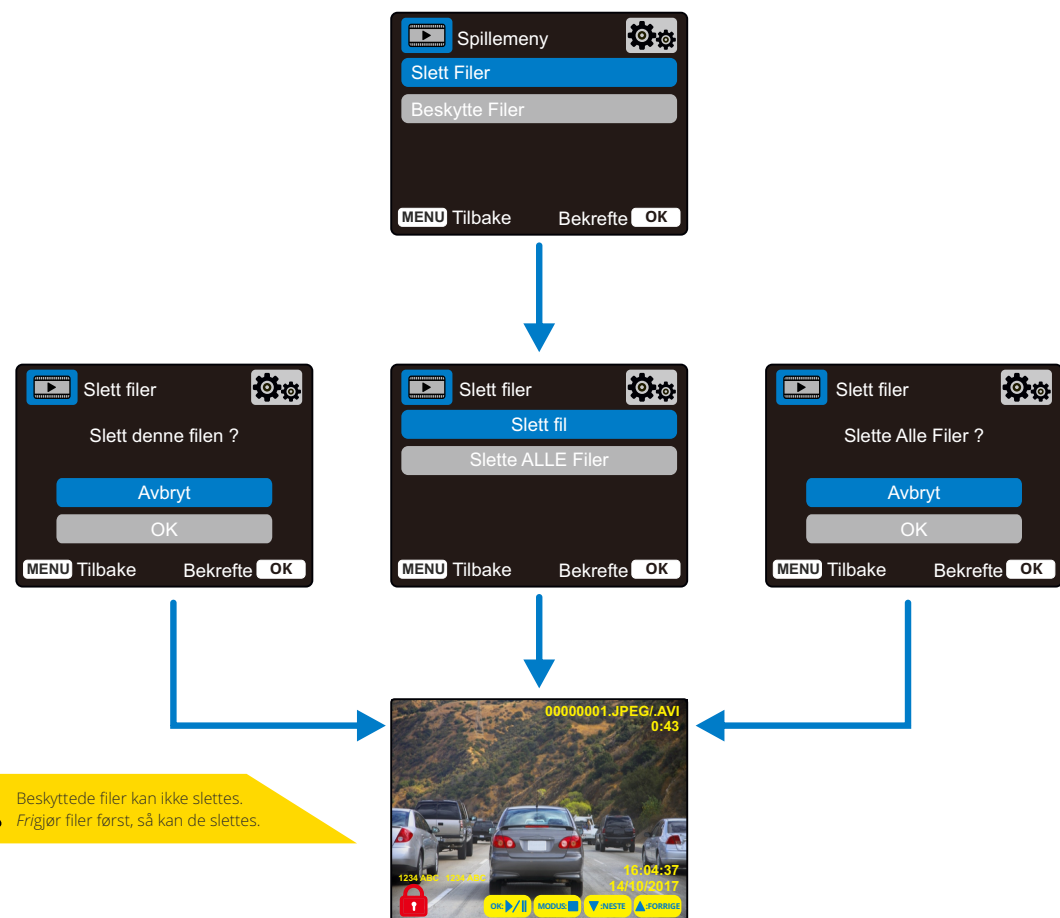 Spillemeny
Slett Filer
Beskytte Filer
MENU Tilbake Bekrefte OK
Slett filer
Slett denne filen ?
Avbryt
OK
MENU Tilbake Bekrefte OK
Slett filer
Slett fil
Slette ALLE Filer
MENU Tilbake Bekrefte OK
Slett filer
Slette Alle Filer ?
Avbryt
OK
MENU Tilbake Bekrefte OK
00000001.JPEG/.AVI
0:43
Beskyttede filer kan ikke slettes.
Frigjør filer først, så kan de slettes.
16:04:37
1234 ABC 1234 ABC
14/10/2017
OK: MODUS: :NESTE :FORRIGE